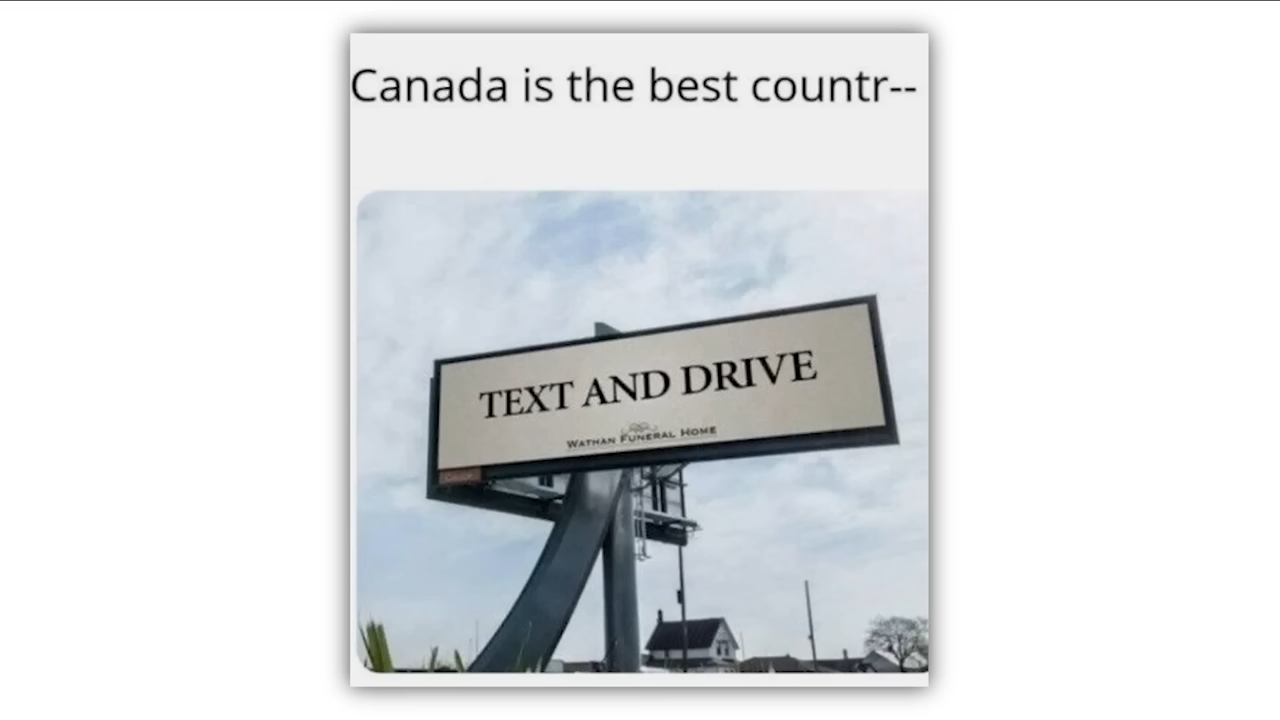 Canada is the best countr--
TEXT AND DRIVE
WATHAN FUNERAL HOME